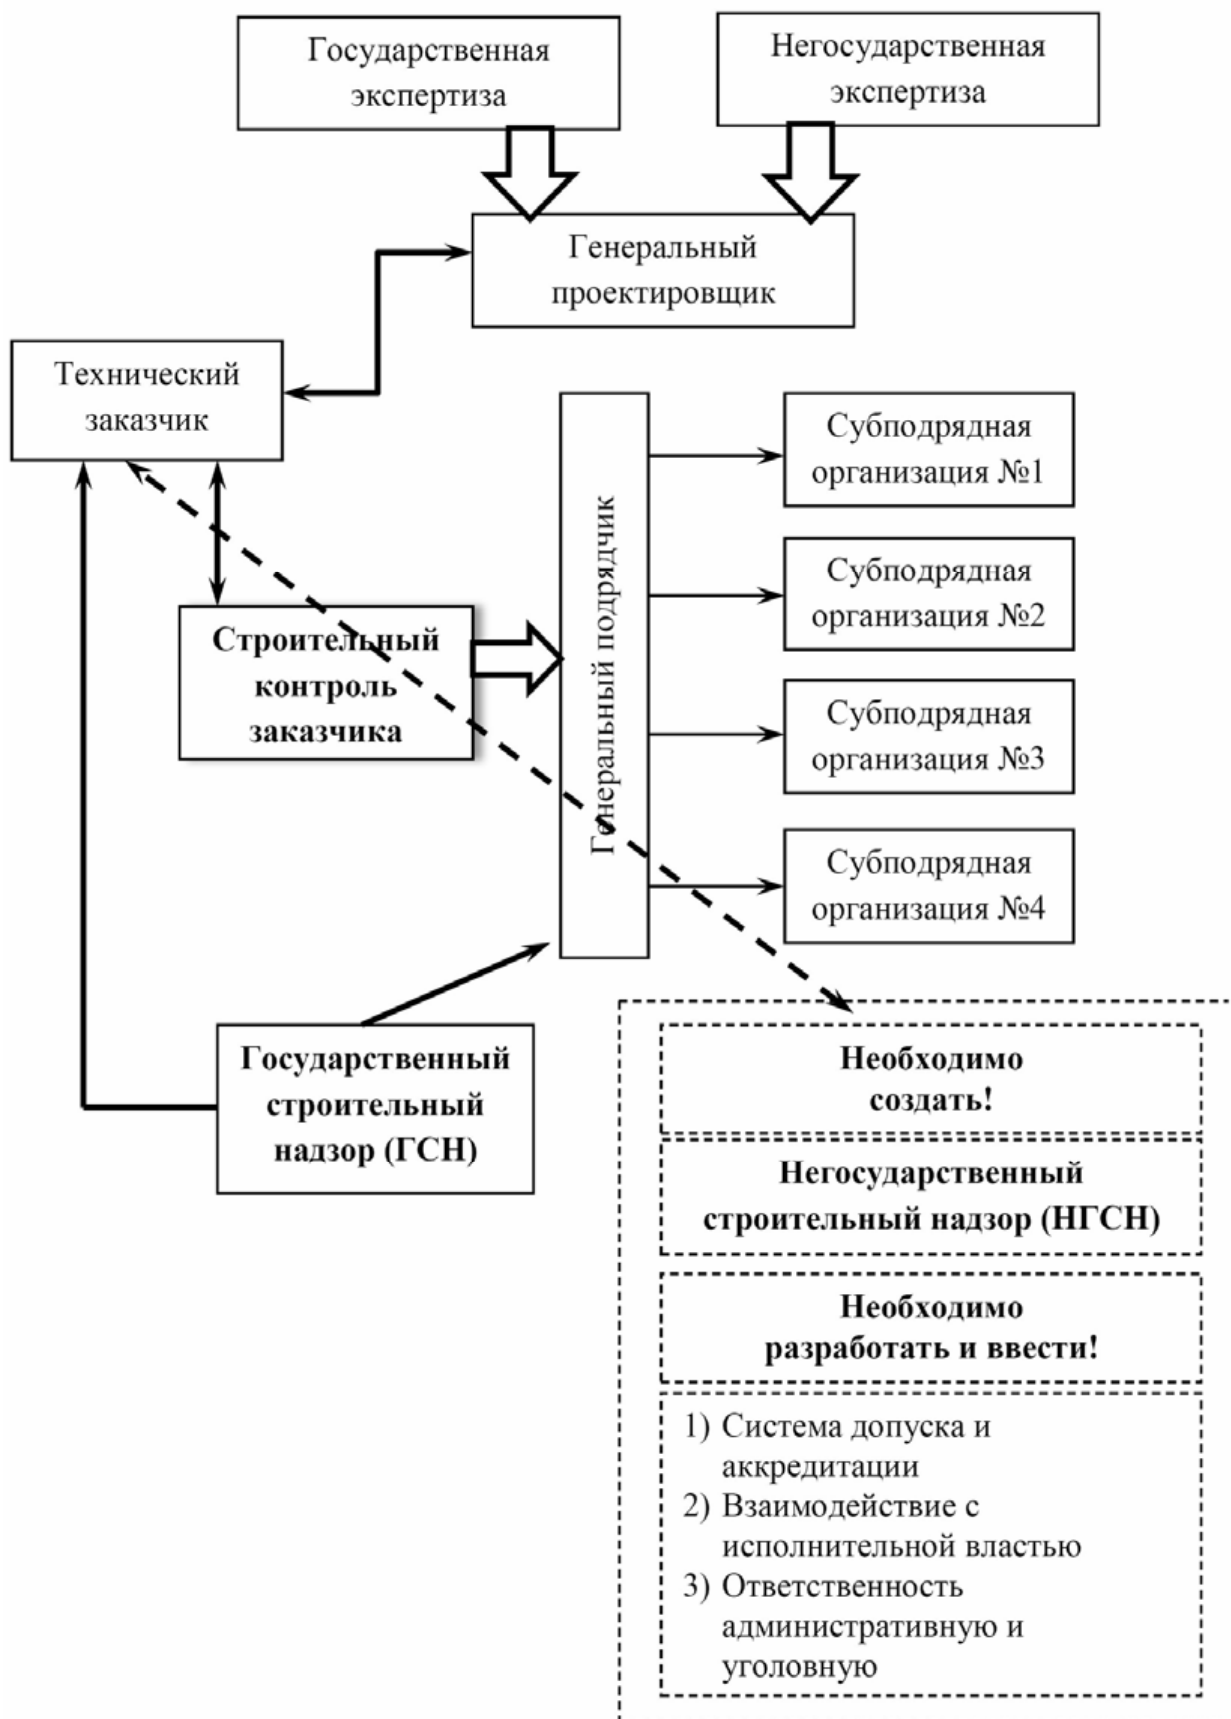 Государственная
экспертиза
Негосударственная
экспертиза
Генеральный
проектировщик
Технический
заказчик
Строительный
контроль
заказчика
Генеральный подрядчик
Субподрядная
организация №1
Субподрядная
организация №2
Субподрядная
организация №3
Субподрядная
организация №4
Государственный
строительный
надзор (ГСН)
Необходимо
создать!
Негосударственный
строительный надзор (НГСН)
Необходимо
разработать и ввести!
1) Система допуска и
аккредитации
2) Взаимодействие с
исполнительной властью
3) Ответственность
административную и
уголовную